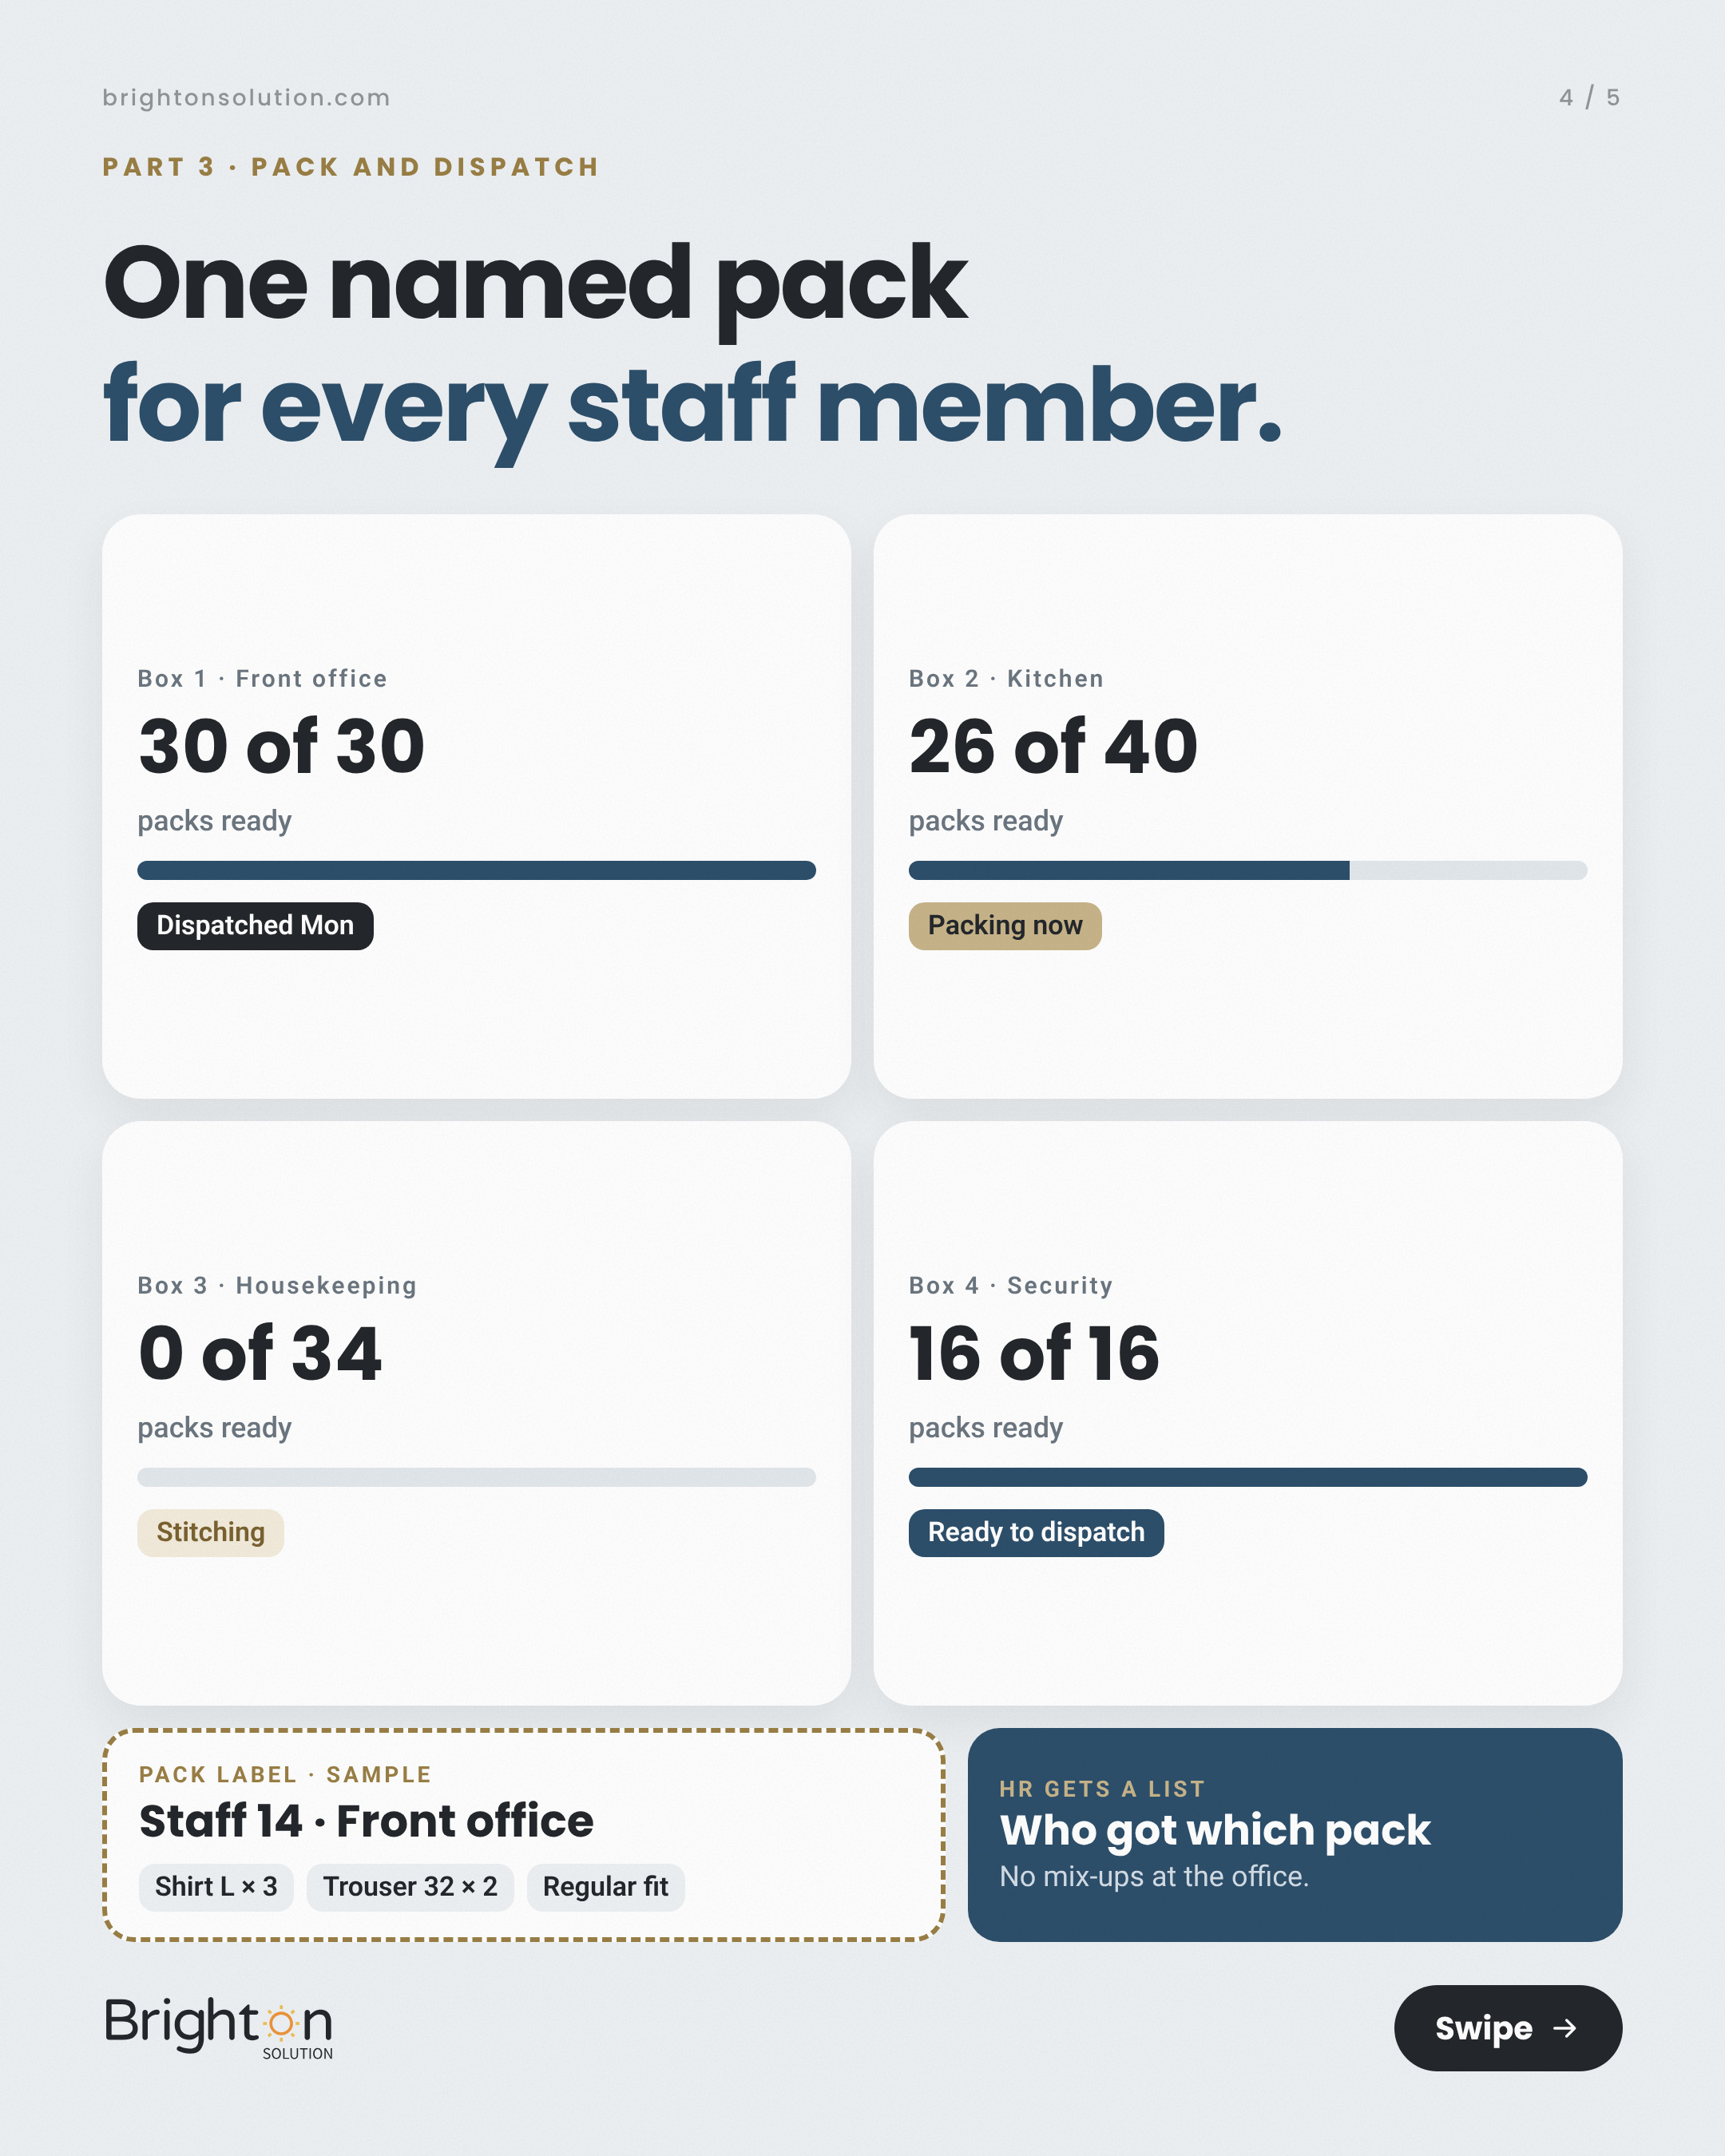 brightonsolution.com
4 / 5
PART 3 · PACK AND DISPATCH
One named pack
for every staff member.
Box 1 · Front office
30 of 30
packs ready
Dispatched Mon
Box 2 · Kitchen
26 of 40
packs ready
Packing now
Box 3 · Housekeeping
0 of 34
packs ready
Stitching
Box 4 · Security
16 of 16
packs ready
Ready to dispatch
PACK LABEL · SAMPLE
Staff 14 · Front office
Shirt L × 3
Trouser 32 × 2
Regular fit
HR GETS A LIST
Who got which pack
No mix-ups at the office.
Brighton
SOLUTION
Swipe →